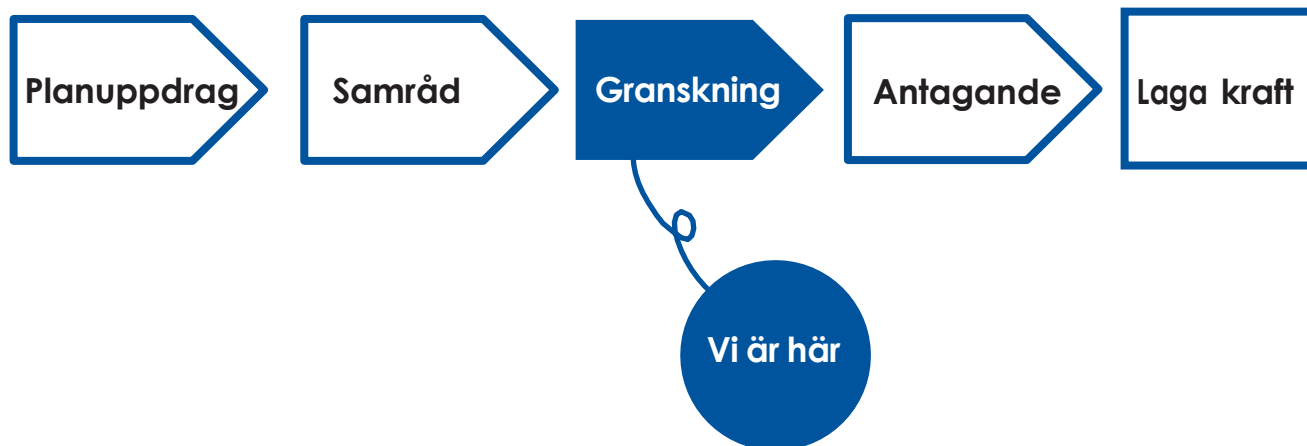 Planuppdrag
Samråd
Granskning
Antagande
Laga kraft
Vi är här